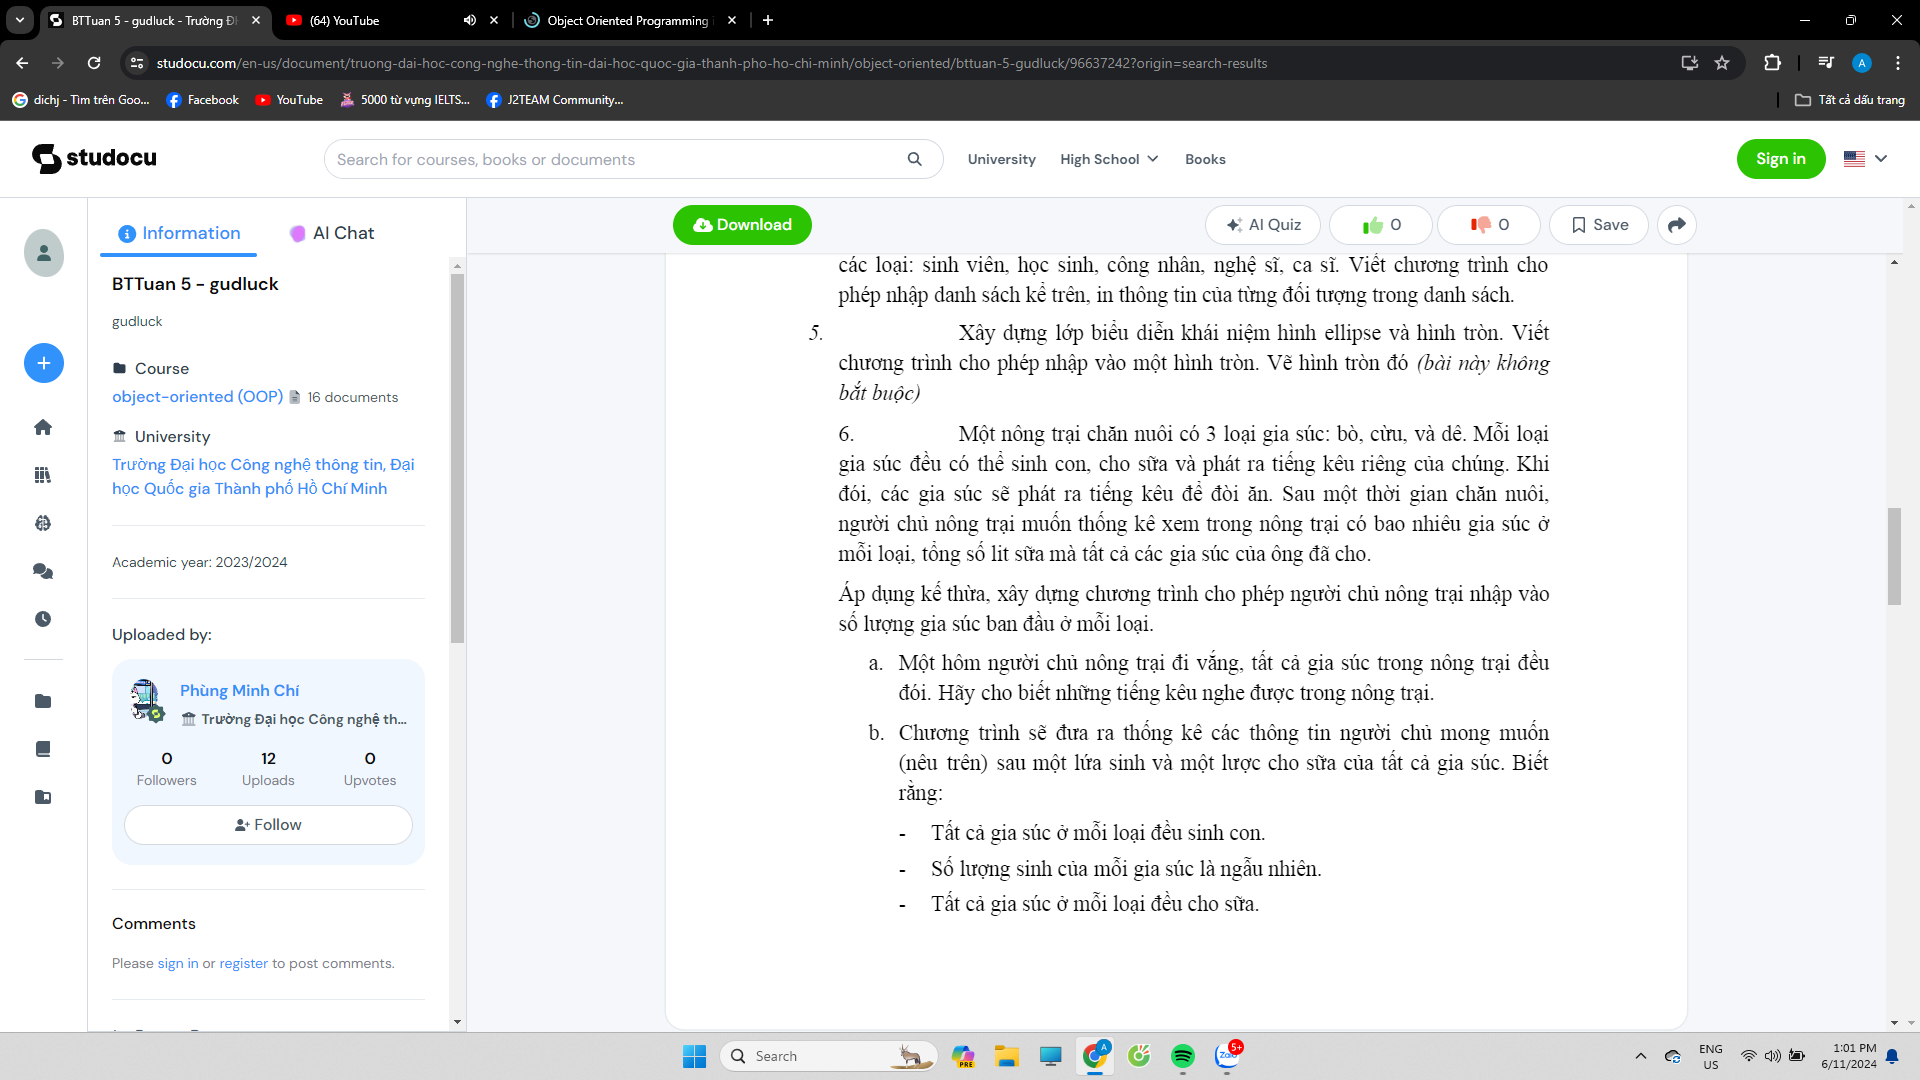 BTTuan 5 - gudluck - Trường Đ
(64) YouTube
Object Oriented Programming
studocu.com/en-us/document/truong-dai-hoc-cong-nghe-thong-tin-dai-hoc-quoc-gia-thanh-pho-ho-chi-minh/object-oriented/bttuan-5-gudluck/96637242?origin=search-results
A
dichj - Tìm trên Goo...
Facebook
YouTube
5000 từ vựng IELTS...
J2TEAM Community...
Tất cả dấu trang
studocu
Search for courses, books or documents
University
High School
Books
Sign in
Information
AI Chat
Download
AI Quiz
0
0
Save
BTTuan 5 - gudluck
gudluck
Course
object-oriented (OOP) 16 documents
University
Trường Đại học Công nghệ thông tin, Đại
học Quốc gia Thành phố Hồ Chí Minh
Academic year: 2023/2024
Uploaded by:
Phùng Minh Chí
Trường Đại học Công nghệ th...
0 12 0
Followers Uploads Upvotes
Follow
Comments
Please sign in or register to post comments.
các loại: sinh viên, học sinh, công nhân, nghệ sĩ, ca sĩ. Viết chương trình cho
phép nhập danh sách kể trên, in thông tin của từng đối tượng trong danh sách.
5. Xây dựng lớp biểu diễn khái niệm hình ellipse và hình tròn. Viết
chương trình cho phép nhập vào một hình tròn. Vẽ hình tròn đó (bài này không
bắt buộc)
6. Một nông trại chăn nuôi có 3 loại gia súc: bò, cừu, và dê. Mỗi loại
gia súc đều có thể sinh con, cho sữa và phát ra tiếng kêu riêng của chúng. Khi
đói, các gia súc sẽ phát ra tiếng kêu để đòi ăn. Sau một thời gian chăn nuôi,
người chủ nông trại muốn thống kê xem trong nông trại có bao nhiêu gia súc ở
mỗi loại, tổng số lit sữa mà tất cả các gia súc của ông đã cho.
Áp dụng kế thừa, xây dựng chương trình cho phép người chủ nông trại nhập vào
số lượng gia súc ban đầu ở mỗi loại.
a. Một hôm người chủ nông trại đi vắng, tất cả gia súc trong nông trại đều
đói. Hãy cho biết những tiếng kêu nghe được trong nông trại.
b. Chương trình sẽ đưa ra thống kê các thông tin người chủ mong muốn
(nêu trên) sau một lứa sinh và một lược cho sữa của tất cả gia súc. Biết
rằng:
- Tất cả gia súc ở mỗi loại đều sinh con.
- Số lượng sinh của mỗi gia súc là ngẫu nhiên.
- Tất cả gia súc ở mỗi loại đều cho sữa.
Search
PRE
A
Zalo
5+
ENG
US
1:01 PM
6/11/2024